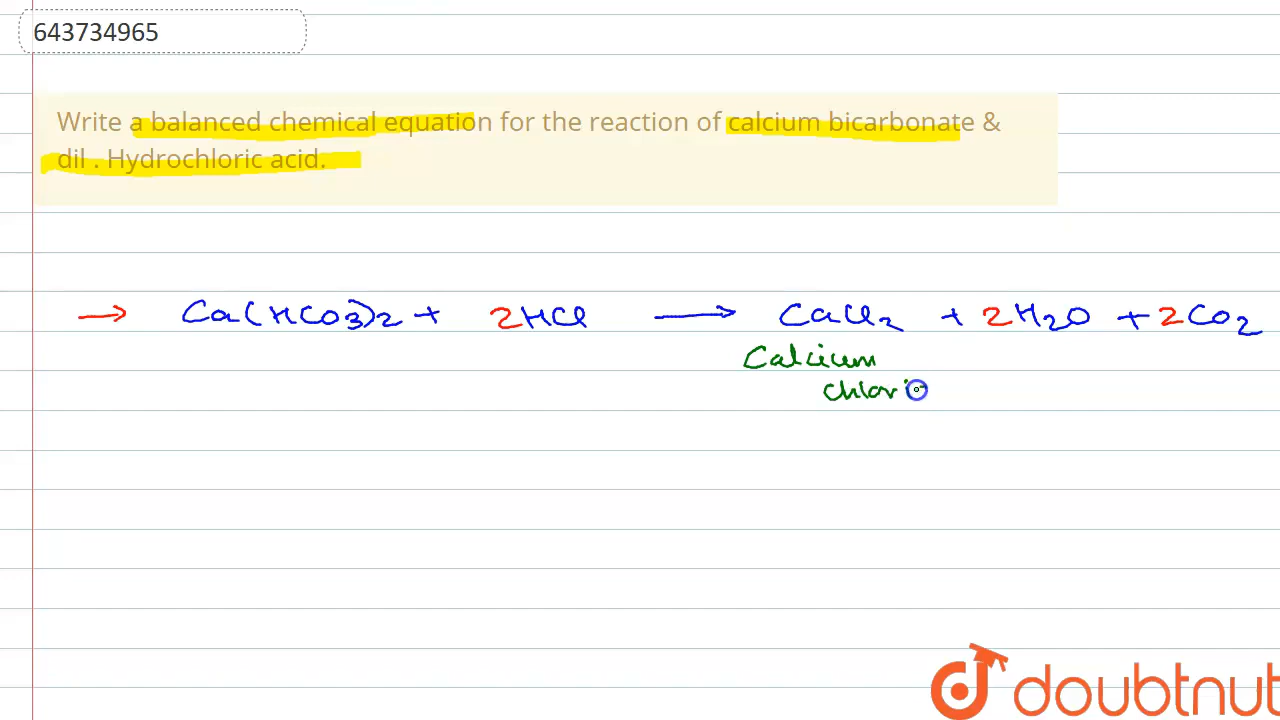 643734965
Write a balanced chemical equation for the reaction of calcium bicarbonate &
dil . Hydrochloric acid.
→ Ca(HCO3)2 + 2HCl → CaCl2 + 2H2O + 2CO2
Calcium
chlori
doubtnut